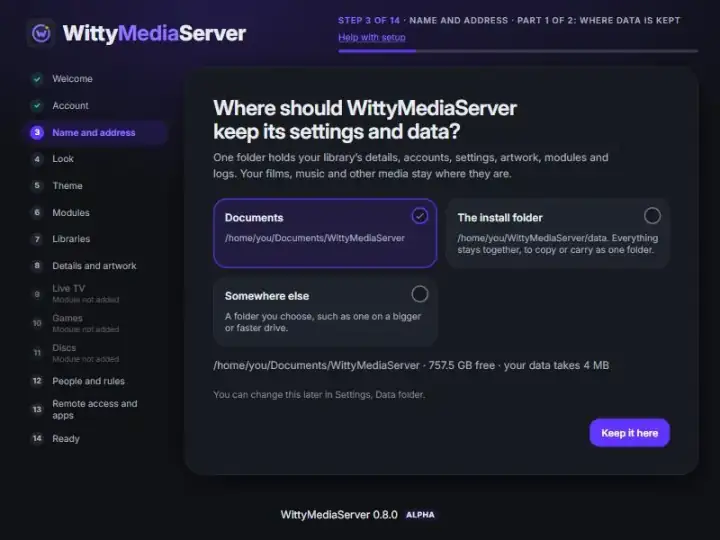 WittyMediaServer
STEP 3 OF 14 · NAME AND ADDRESS · PART 1 OF 2: WHERE DATA IS KEPT
Help with setup
Welcome
Account
3 Name and address
4 Look
5 Theme
6 Modules
7 Libraries
8 Details and artwork
9 Live TV
Module not added
10 Games
Module not added
11 Discs
Module not added
12 People and rules
13 Remote access and
apps
14 Ready
Where should WittyMediaServer
keep its settings and data?
One folder holds your library's details, accounts, settings, artwork, modules and
logs. Your films, music and other media stay where they are.
Documents
/home/you/Documents/WittyMediaServer
The install folder
/home/you/WittyMediaServer/data. Everything
stays together, to copy or carry as one folder.
Somewhere else
A folder you choose, such as one on a bigger
or faster drive.
/home/you/Documents/WittyMediaServer · 757.5 GB free · your data takes 4 MB
You can change this later in Settings, Data folder.
Keep it here
WittyMediaServer 0.8.0 ALPHA